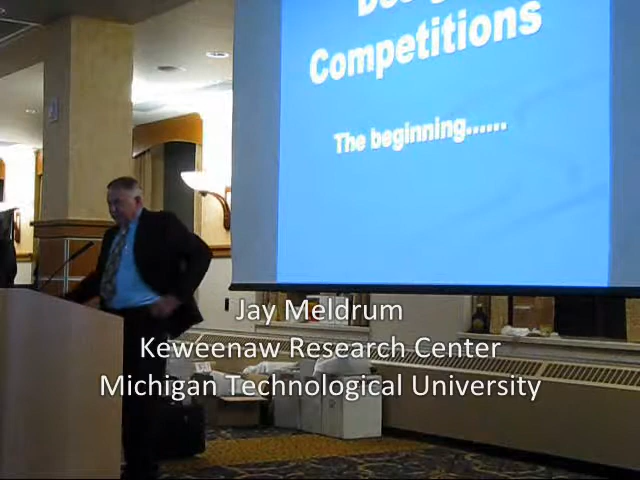 Competitions
The beginning......
Jay Meldrum
Keweenaw Research Center
Michigan Technological University